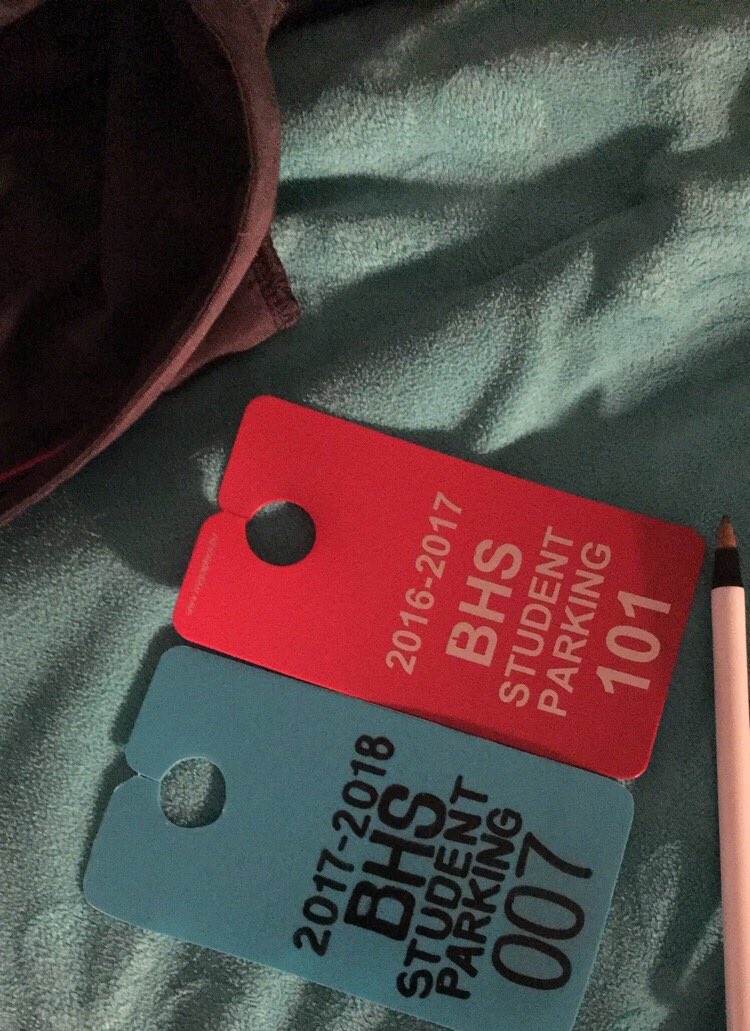 2016-2017
BHS
STUDENT
PARKING
101
2017-2018
BHS
STUDENT
PARKING
007